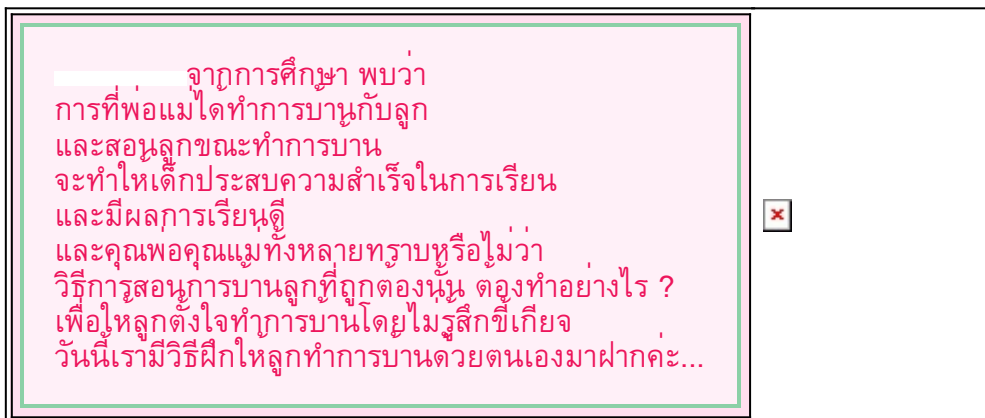 จากการศึกษา พบว่า
การที่พ่อแม่ได้ทำการบ้านกับลูก
และสอนลูกขณะทำการบ้าน
จะทำให้เด็กประสบความสำเร็จในการเรียน
และมีผลการเรียนดี
และคุณพ่อคุณแม่ทั้งหลายทราบหรือไม่ว่า
วิธีการสอนการบ้านลูกที่ถูกต้องนั้น ต้องทำอย่างไร ?
เพื่อให้ลูกตั้งใจทำการบ้านโดยไม่รู้สึกขี้เกียจ
วันนี้เรามีวิธีฝึกให้ลูกทำการบ้านด้วยตนเองมาฝากค่ะ...